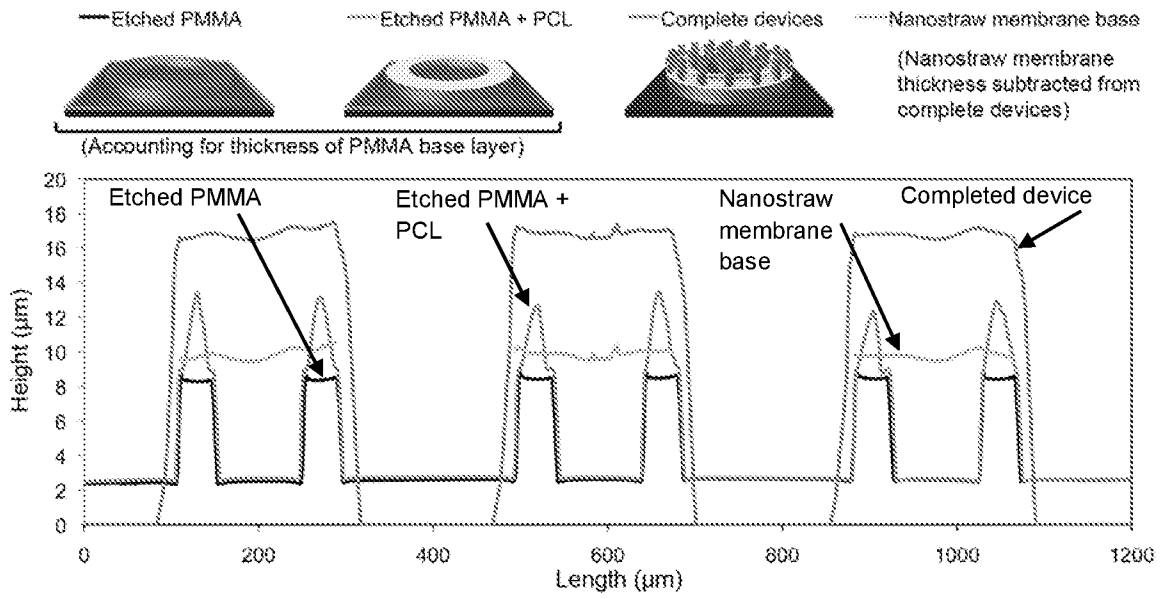 Etched PMMA
Etched PMMA + PCL
Complete devices
Nanostraw membrane base
(Nanostraw membrane
thickness subtracted from
complete devices)
(Accounting for thickness of PMMA base layer)
Etched PMMA
Etched PMMA +
PCL
Nanostraw
membrane
base
Completed device
Height (μm)
20
18
16
14
12
10
8
6
4
2
0
0 200 400 600 800 1000 1200
Length (μm)